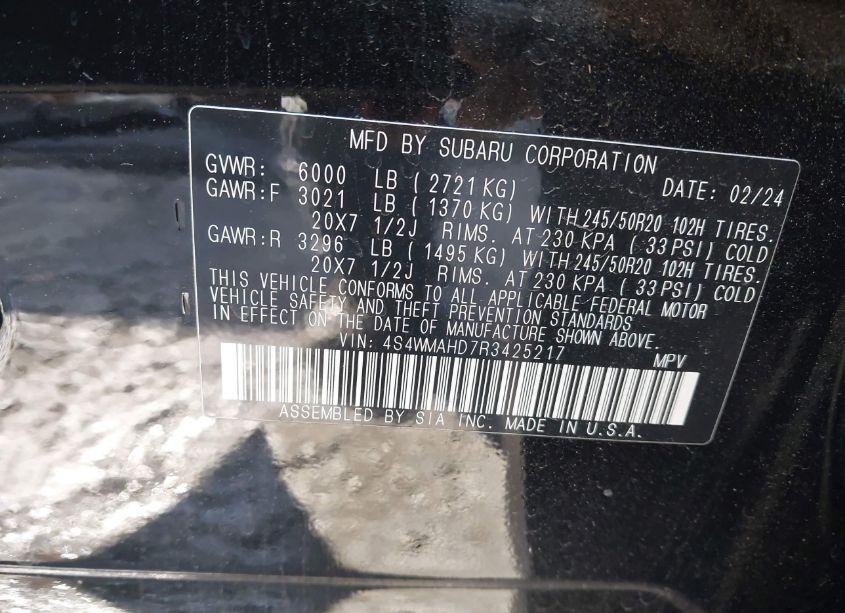 MFD BY SUBARU CORPORATION
GVWR: 6000 LB ( 2721 KG) DATE: 02/24
GAWR:F 3021 LB ( 1370 KG) WITH 245/50R20 102H TIRES.
20X7 1/2J RIMS. AT 230 KPA ( 33 PSI) COLD
GAWR:R 3296 LB ( 1495 KG) WITH 245/50R20 102H TIRES.
20X7 1/2J RIMS. AT 230 KPA ( 33 PSI) COLD
THIS VEHICLE CONFORMS TO ALL APPLICABLE FEDERAL MOTOR
VEHICLE SAFETY AND THEFT PREVENTION STANDARDS
IN EFFECT ON THE DATE OF MANUFACTURE SHOWN ABOVE.
VIN: 4S4WMAHD7R3425217 MPV
ASSEMBLED BY SIA INC. MADE IN U.S.A.